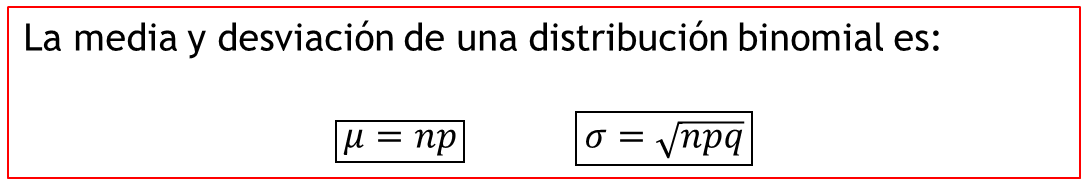 La media y desviación de una distribución binomial es:
μ = np σ = √npq